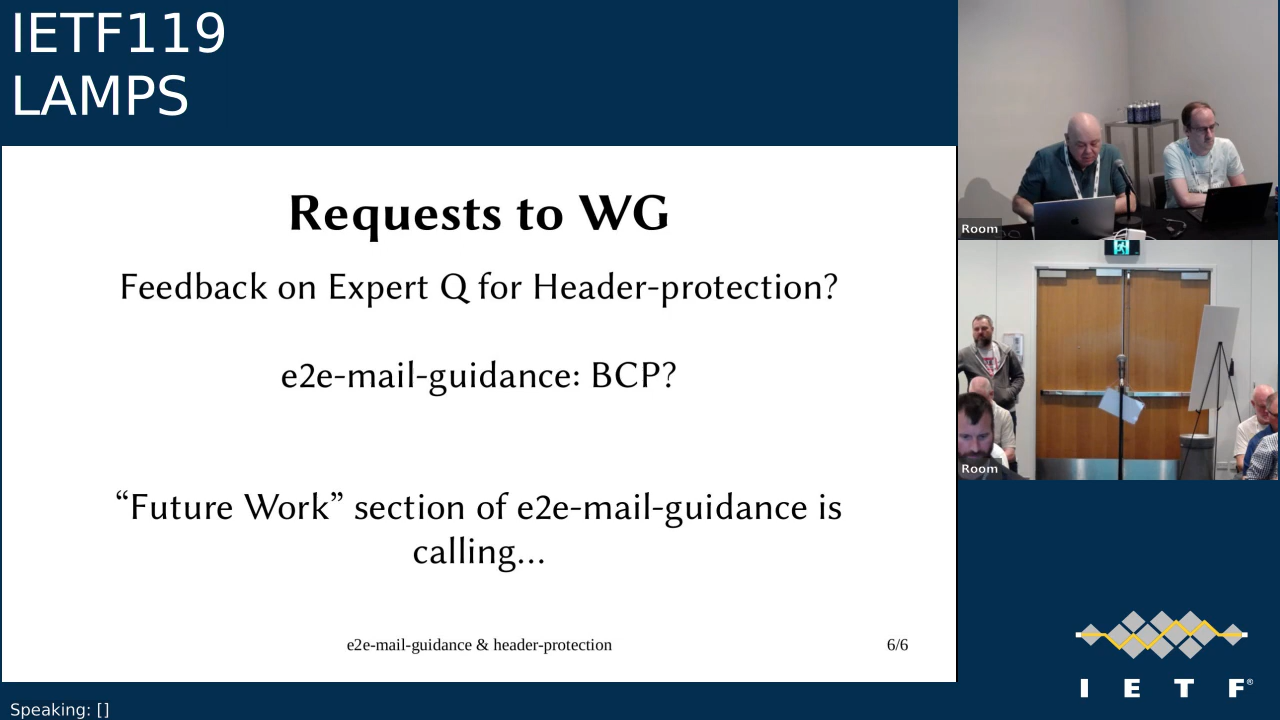 IETF119
LAMPS
Requests to WG
Feedback on Expert Q for Header-protection?
e2e-mail-guidance: BCP?
“Future Work” section of e2e-mail-guidance is
calling...
e2e-mail-guidance & header-protection
6/6
Room
Room
I E T F®
Speaking: []